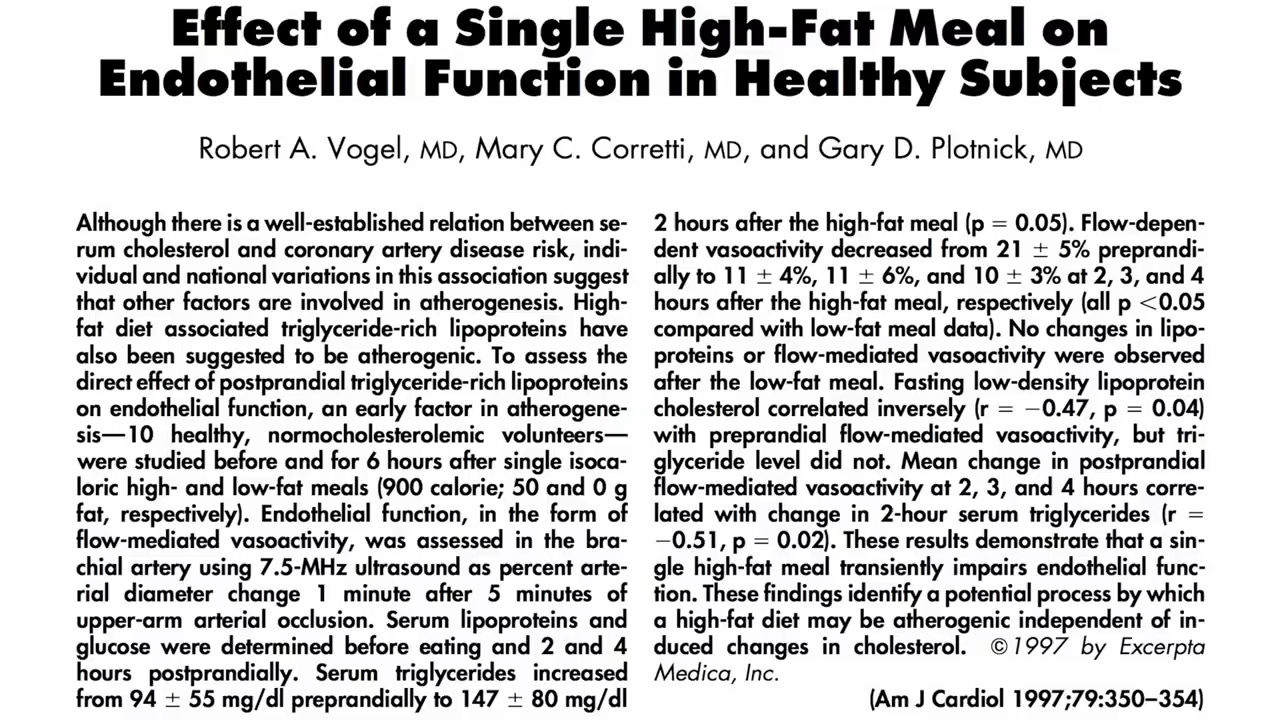 Effect of a Single High-Fat Meal on
Endothelial Function in Healthy Subjects
Robert A. Vogel, MD, Mary C. Corretti, MD, and Gary D. Plotnick, MD
Although there is a well-established relation between se-
rum cholesterol and coronary artery disease risk, indi-
vidual and national variations in this association suggest
that other factors are involved in atherogenesis. High-
fat diet associated triglyceride-rich lipoproteins have
also been suggested to be atherogenic. To assess the
direct effect of postprandial triglyceride-rich lipoproteins
on endothelial function, an early factor in atherogene-
sis—10 healthy, normocholesterolemic volunteers—
were studied before and for 6 hours after single isoca-
loric high- and low-fat meals (900 calorie; 50 and 0 g
fat, respectively). Endothelial function, in the form of
flow-mediated vasoactivity, was assessed in the bra-
chial artery using 7.5-MHz ultrasound as percent arte-
rial diameter change 1 minute after 5 minutes of
upper-arm arterial occlusion. Serum lipoproteins and
glucose were determined before eating and 2 and 4
hours postprandially. Serum triglycerides increased
from 94 ± 55 mg/dl preprandially to 147 ± 80 mg/dl
2 hours after the high-fat meal (p = 0.05). Flow-depen-
dent vasoactivity decreased from 21 ± 5% preprandi-
ally to 11 ± 4%, 11 ± 6%, and 10 ± 3% at 2, 3, and 4
hours after the high-fat meal, respectively (all p <0.05
compared with low-fat meal data). No changes in lipo-
proteins or flow-mediated vasoactivity were observed
after the low-fat meal. Fasting low-density lipoprotein
cholesterol correlated inversely (r = −0.47, p = 0.04)
with preprandial flow-mediated vasoactivity, but tri-
glyceride level did not. Mean change in postprandial
flow-mediated vasoactivity at 2, 3, and 4 hours corre-
lated with change in 2-hour serum triglycerides (r =
−0.51, p = 0.02). These results demonstrate that a sin-
gle high-fat meal transiently impairs endothelial func-
tion. These findings identify a potential process by which
a high-fat diet may be atherogenic independent of in-
duced changes in cholesterol. ©1997 by Excerpta
Medica, Inc.
(Am J Cardiol 1997;79:350–354)